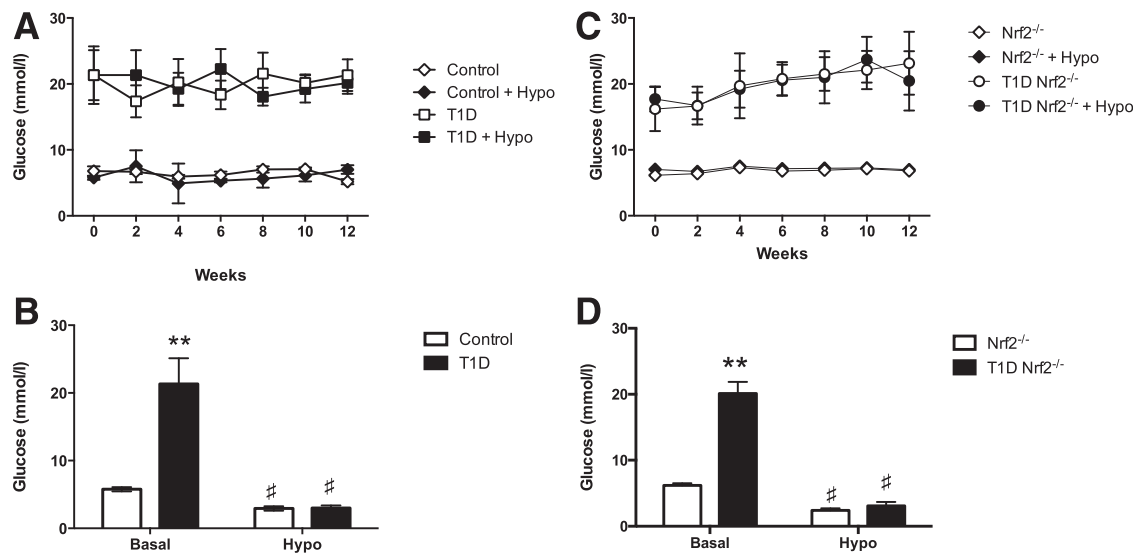 A
Glucose (mmol/l)
30
20
10
0
0 2 4 6 8 10 12
Weeks
Control
Control + Hypo
T1D
T1D + Hypo
C
Glucose (mmol/l)
30
20
10
0
0 2 4 6 8 10 12
Weeks
Nrf2-/-
Nrf2-/- + Hypo
T1D Nrf2-/-
T1D Nrf2-/- + Hypo
B
Glucose (mmol/l)
30
20
10
0
**
♯ ♯
Basal Hypo
Control
T1D
D
Glucose (mmol/l)
30
20
10
0
**
♯ ♯
Basal Hypo
Nrf2-/-
T1D Nrf2-/-